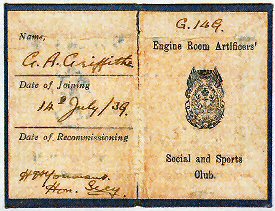 Name,
G. A. Griffiths
Date of Joining
14th July/39.
Date of Recommissioning
Hon. Secy
G.149.
Engine Room Artificers'
Social and Sports
Club.